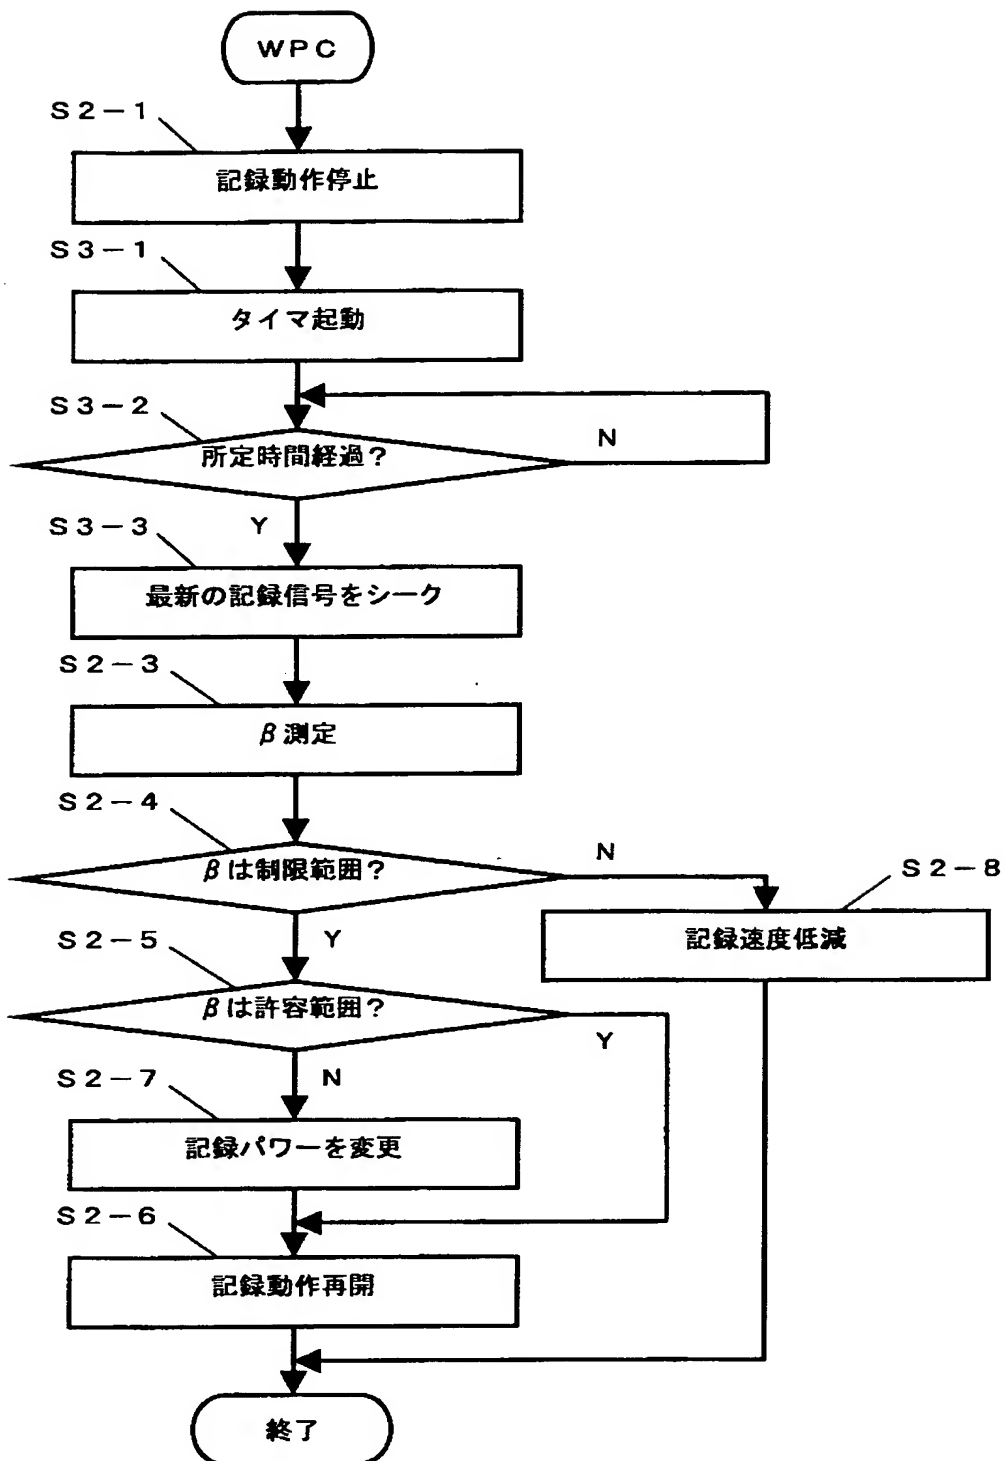 WPC
S2-1
記録動作停止
S3-1
タイマ起動
S3-2
所定時間経過?
N
Y
S3-3
最新の記録信号をシーク
S2-3
β測定
S2-4
βは制限範囲?
N
S2-8
記録速度低減
Y
S2-5
βは許容範囲?
Y
N
S2-7
記録パワーを変更
S2-6
記録動作再開
終了